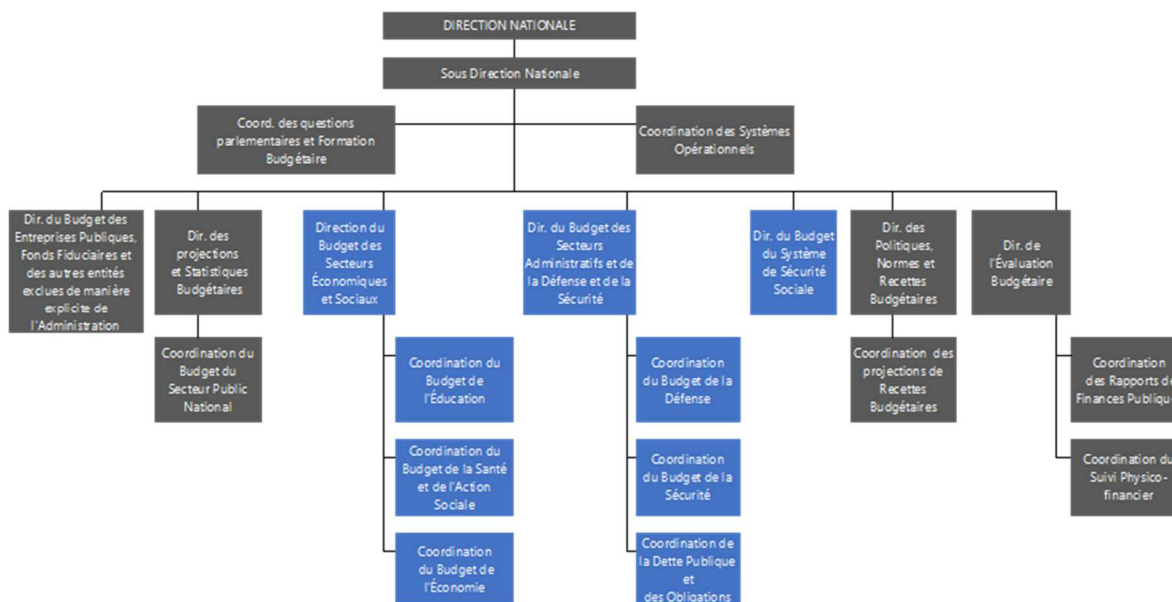 DIRECTION NATIONALE
Sous Direction Nationale
Coord. des questions
parlementaires et Formation
Budgétaire
Coordination des Systèmes
Opérationnels
Dir. du Budget des
Entreprises Publiques,
Fonds Fiduciaires et
des autres entités
exclues de manière
explicite de
l'Administration
Dir. des
projections
et Statistiques
Budgétaires
Direction du
Budget des
Secteurs
Économiques
et Sociaux
Dir. du Budget des
Secteurs
Administratifs et de
la Défense et de la
Sécurité
Dir. du Budget
du Système
de Sécurité
Sociale
Dir. des
Politiques,
Normes et
Recettes
Budgétaires
Dir. de
l'Évaluation
Budgétaire
Coordination du
Budget du
Secteur Public
National
Coordination du
Budget de
l'Éducation
Coordination
du Budget de la
Défense
Coordination des
projections de
Recettes
Budgétaires
Coordination
des Rapports de
Finances Publique
Coordination du
Budget de la Santé
et de l'Action
Sociale
Coordination
du Budget de la
Sécurité
Coordination du
Suivi Physico-
financier
Coordination
du Budget de
l'Économie
Coordination de
la Dette Publique
et
des Obligations